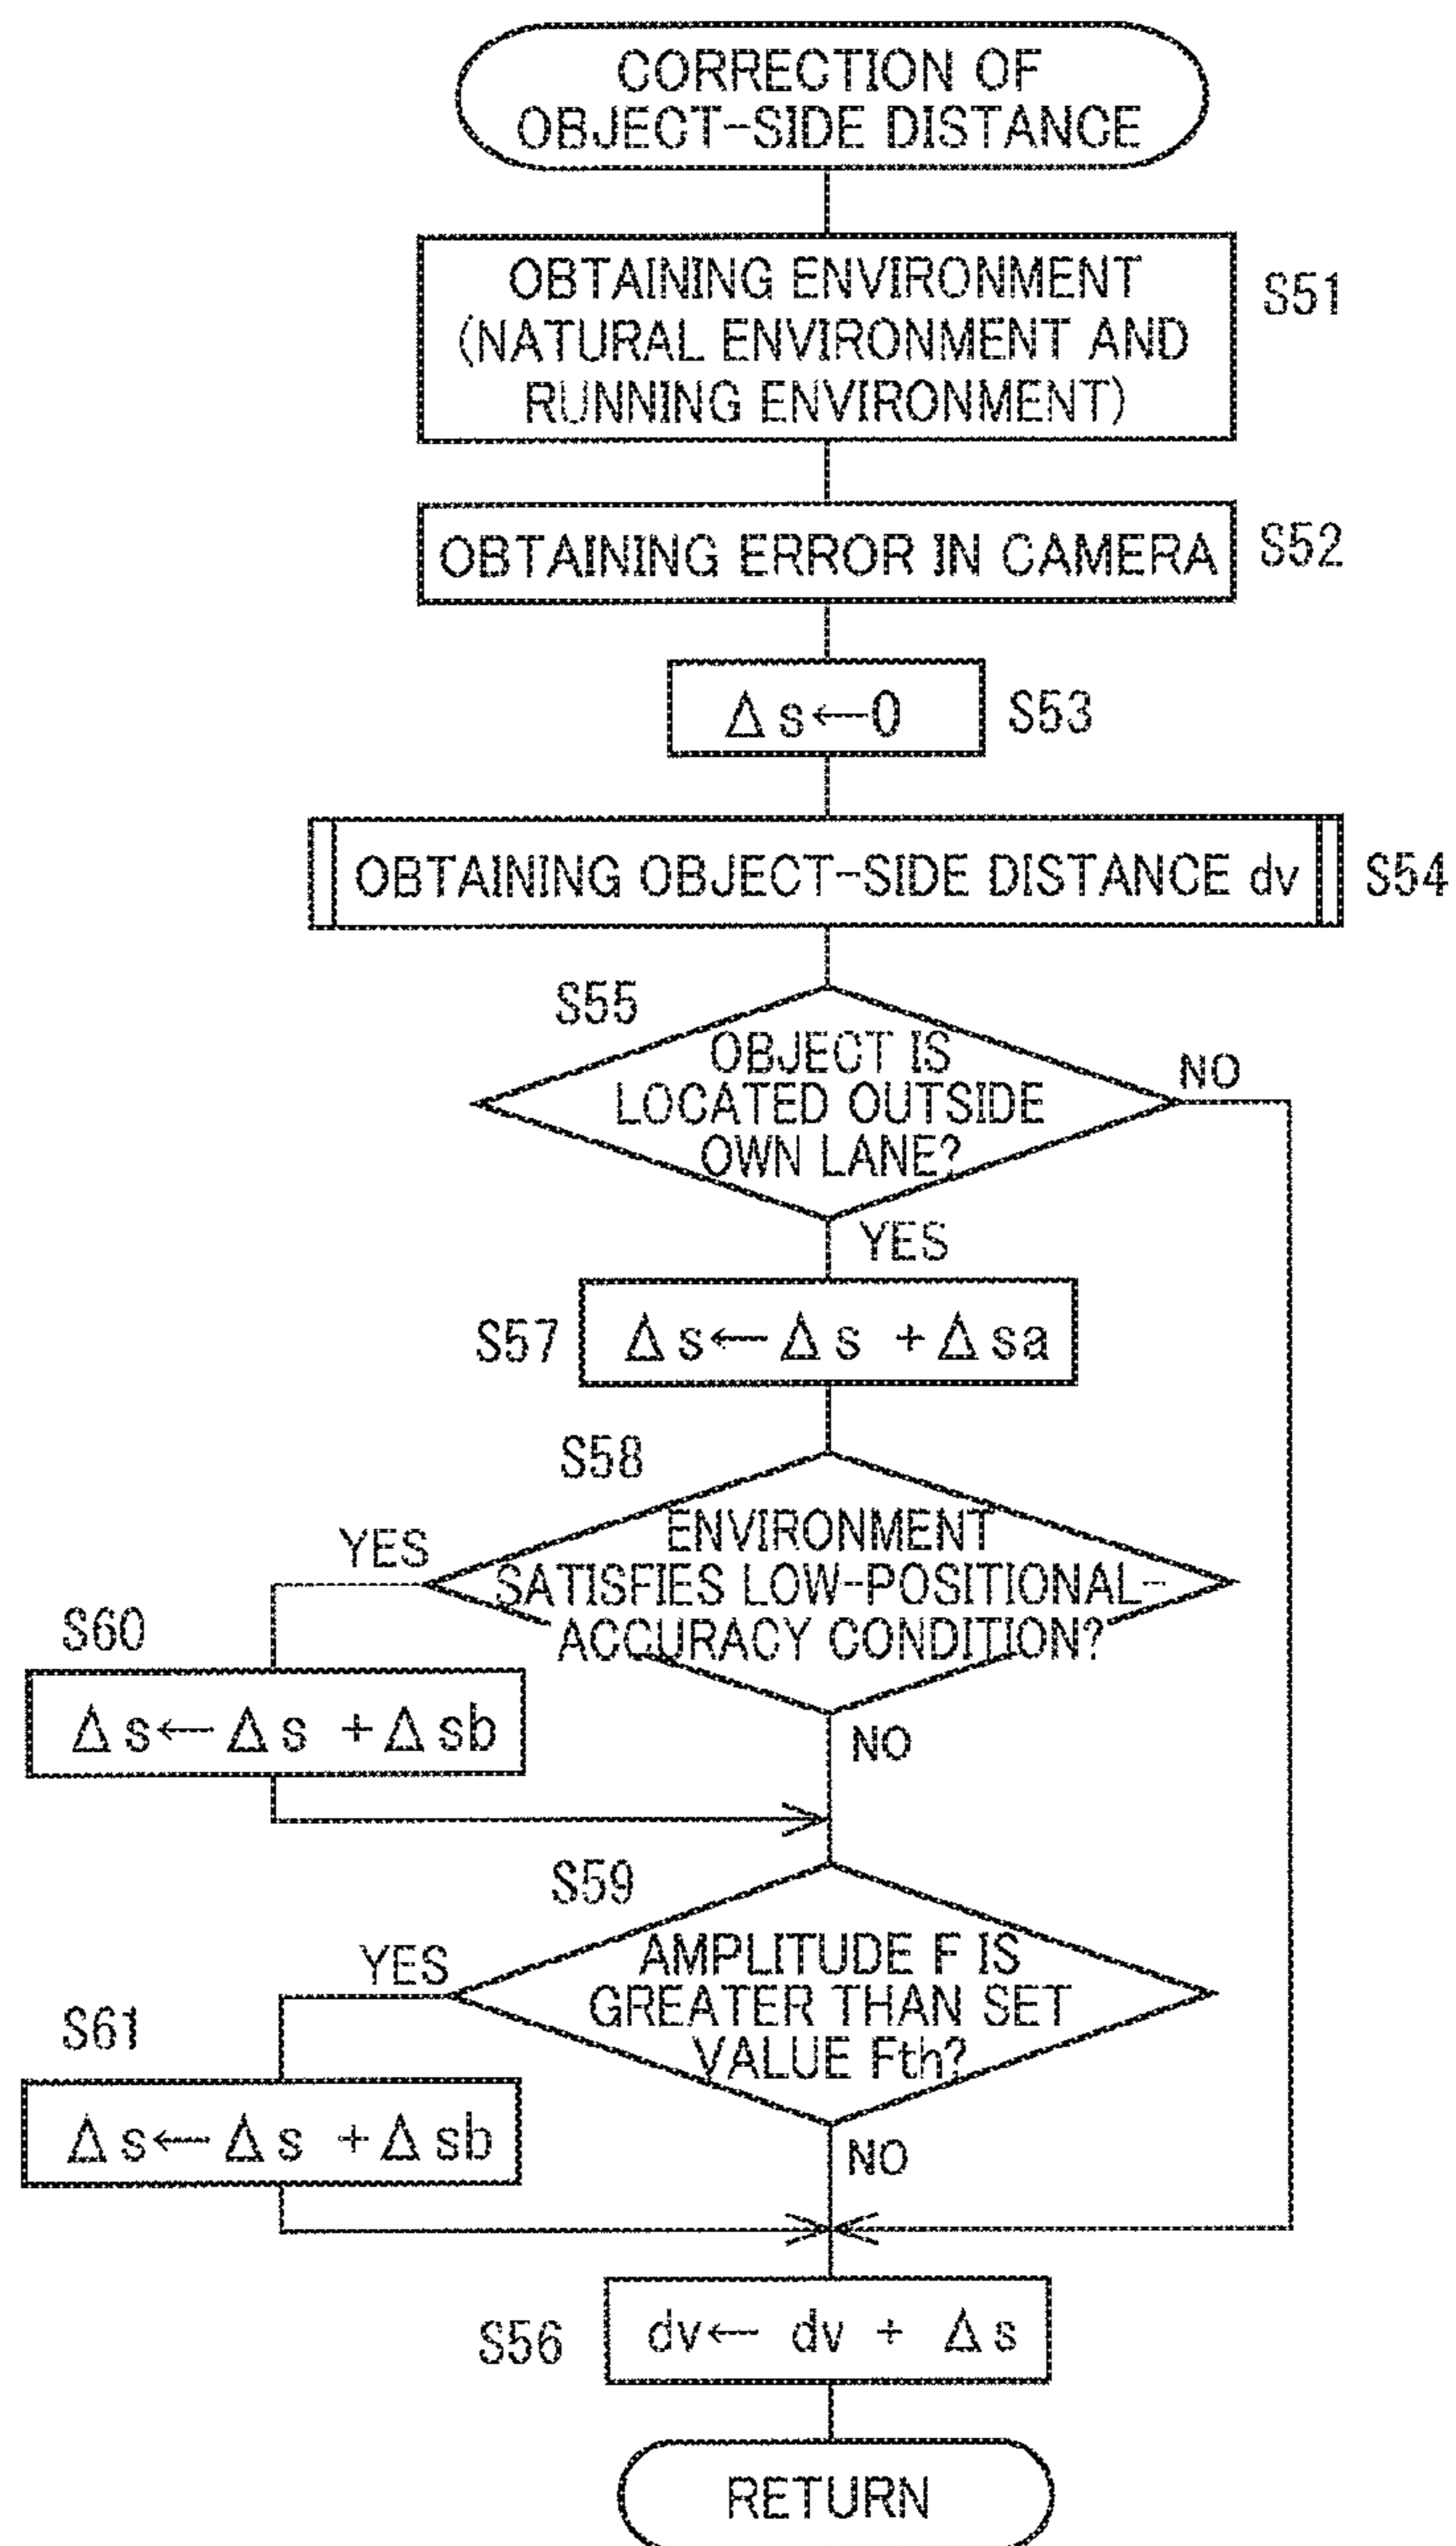 CORRECTION OF
OBJECT-SIDE DISTANCE
OBTAINING ENVIRONMENT
(NATURAL ENVIRONMENT AND
RUNNING ENVIRONMENT)
S51
OBTAINING ERROR IN CAMERA
S52
Δs←0
S53
OBTAINING OBJECT-SIDE DISTANCE dv
S54
S55
OBJECT IS
LOCATED OUTSIDE
OWN LANE?
NO
YES
S57
Δs←Δs +Δsa
S58
ENVIRONMENT
SATISFIES LOW-POSITIONAL-
ACCURACY CONDITION?
YES
S60
Δs←Δs +Δsb
NO
S59
AMPLITUDE F IS
GREATER THAN SET
VALUE Fth?
YES
S61
Δs←Δs +Δsb
NO
S56
dv← dv + Δs
RETURN